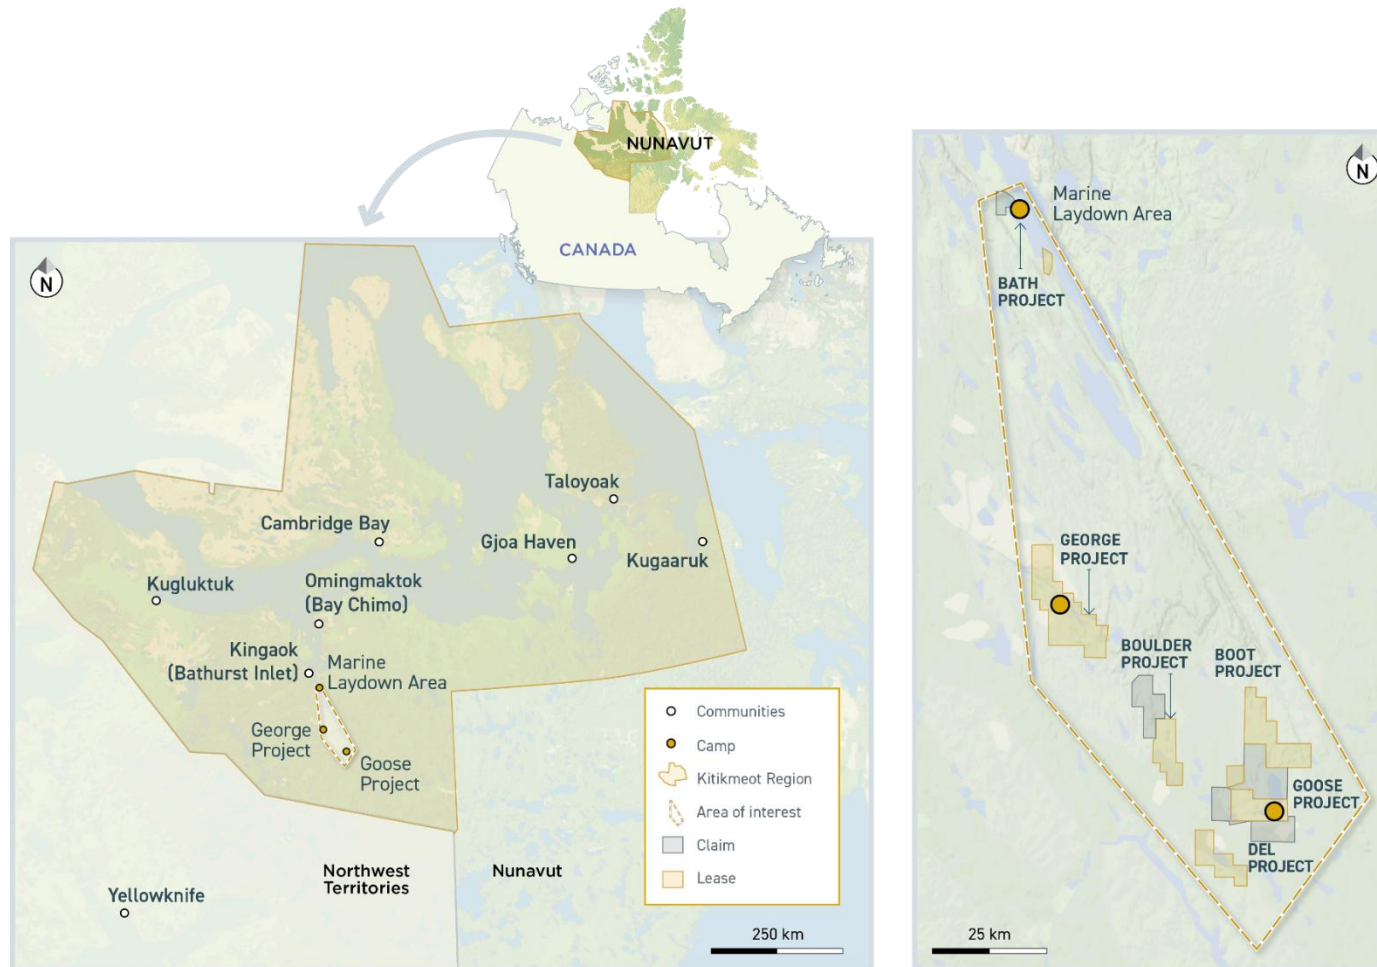 NUNAVUT
CANADA
N
Taloyoak
Cambridge Bay
Gjoa Haven
Kugaaruk
Kugluktuk
Omingmaktok
(Bay Chimo)
Kingaok
(Bathurst Inlet)
Marine
Laydown Area
George
Project
Goose
Project
Northwest
Territories
Nunavut
Yellowknife
Communities
Camp
Kitikmeot Region
Area of interest
Claim
Lease
250 km
N
Marine
Laydown Area
BATH
PROJECT
GEORGE
PROJECT
BOULDER
PROJECT
BOOT
PROJECT
GOOSE
PROJECT
DEL
PROJECT
25 km